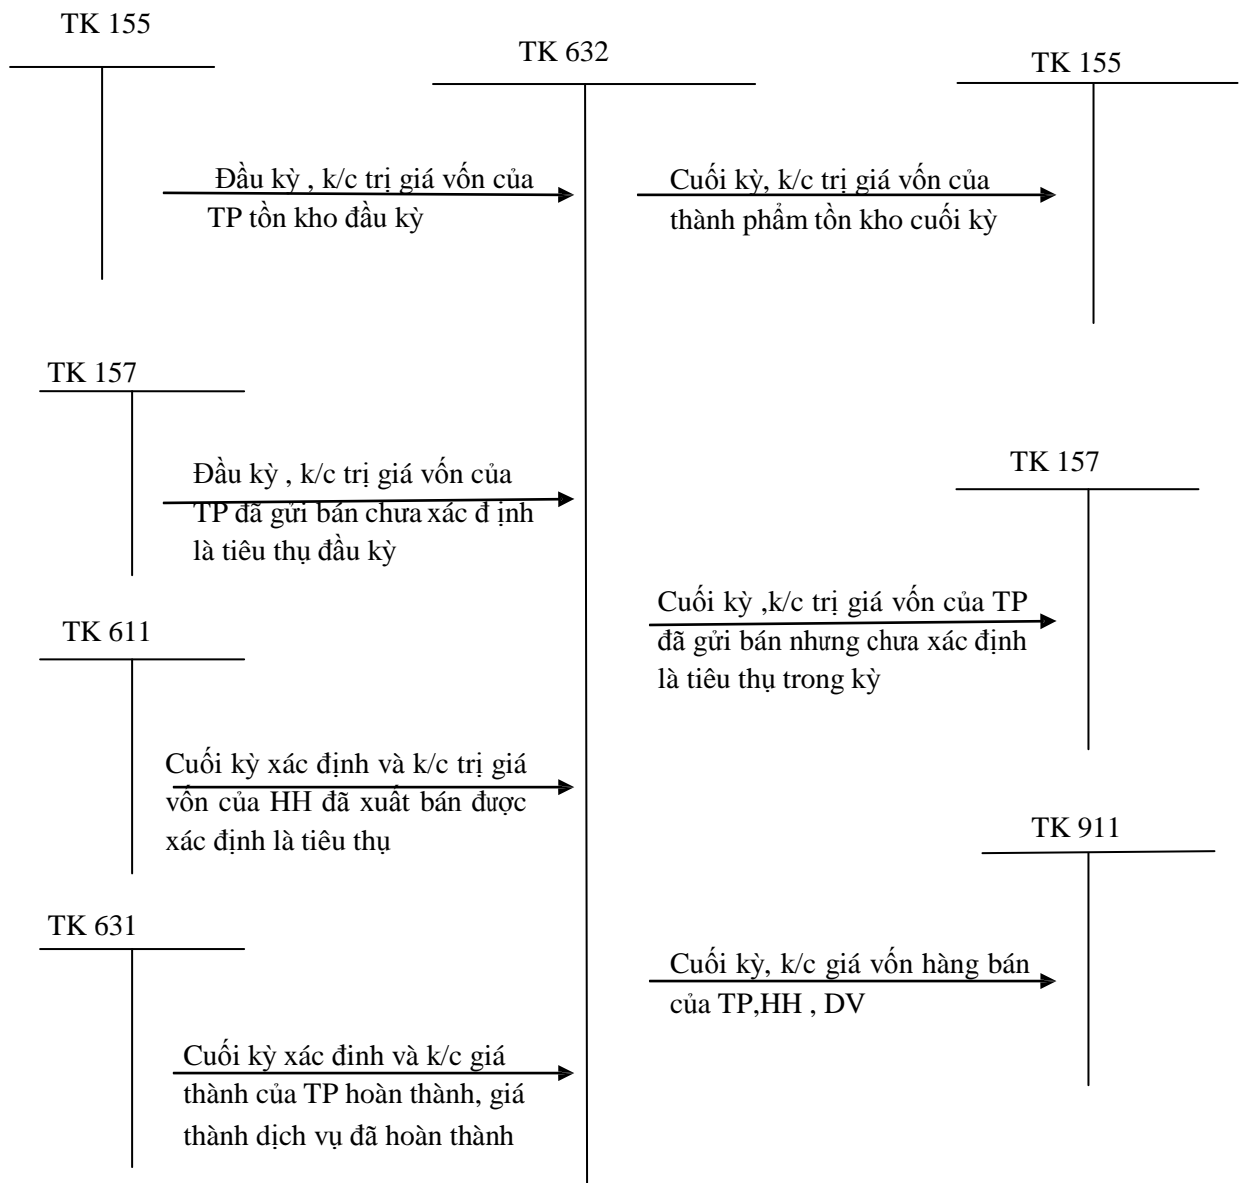 TK 155
TK 632
TK 155
Đầu kỳ , k/c trị giá vốn của
TP tồn kho đầu kỳ
Cuối kỳ, k/c trị giá vốn của
thành phẩm tồn kho cuối kỳ
TK 157
Đầu kỳ , k/c trị giá vốn của
TP đã gửi bán chưa xác đ ịnh
là tiêu thụ đầu kỳ
TK 157
Cuối kỳ ,k/c trị giá vốn của TP
đã gửi bán nhưng chưa xác định
là tiêu thụ trong kỳ
TK 611
Cuối kỳ xác định và k/c trị giá
vốn của HH đã xuất bán được
xác định là tiêu thụ
TK 911
Cuối kỳ, k/c giá vốn hàng bán
của TP,HH , DV
TK 631
Cuối kỳ xác đinh và k/c giá
thành của TP hoàn thành, giá
thành dịch vụ đã hoàn thành